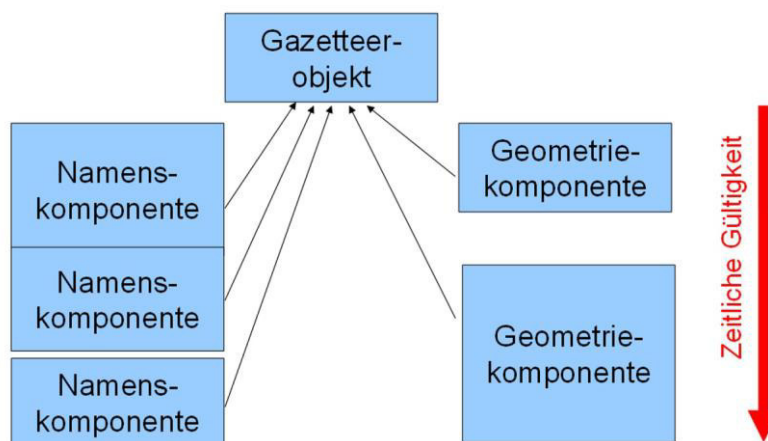 Gazetteer-
objekt
Namens-
komponente
Namens-
komponente
Namens-
komponente
Geometrie-
komponente
Geometrie-
komponente
Zeitliche Gültigkeit